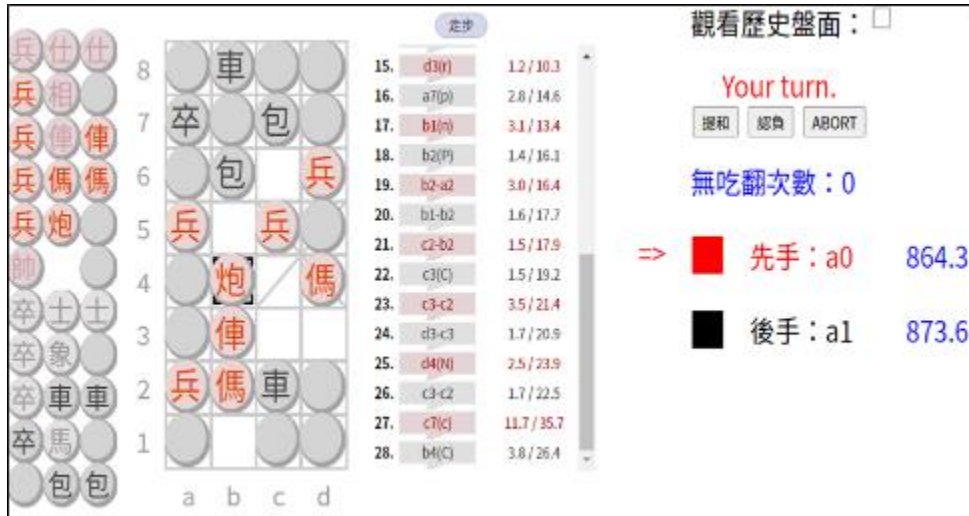 走步
觀看歷史盤面：
Your turn.
提和 認負 ABORT
無吃翻次數：0
=> 先手：a0 864.3
後手：a1 873.6
15. d3(r) 1.2 / 10.3
16. a7(p) 2.8 / 14.6
17. b1(n) 3.1 / 13.4
18. b2(P) 1.4 / 16.1
19. b2-a2 3.0 / 16.4
20. b1-b2 1.6 / 17.7
21. c2-b2 1.5 / 17.9
22. c3(C) 1.5 / 19.2
23. c3-c2 3.5 / 21.4
24. d3-c3 1.7 / 20.9
25. d4(N) 2.5 / 23.9
26. c3-c2 1.7 / 22.5
27. c7(c) 11.7 / 35.7
28. b4(C) 3.8 / 26.4
兵 仕 仕
兵 相
兵 俥 俥
兵 傌 傌
兵 炮
帥
卒 士 士
卒 象
卒 車 車
卒 馬
包 包
8 車
7 卒 包
6 包 兵
5 兵 兵
4 炮 傌
3 俥
2 兵 傌 車
1
a b c d